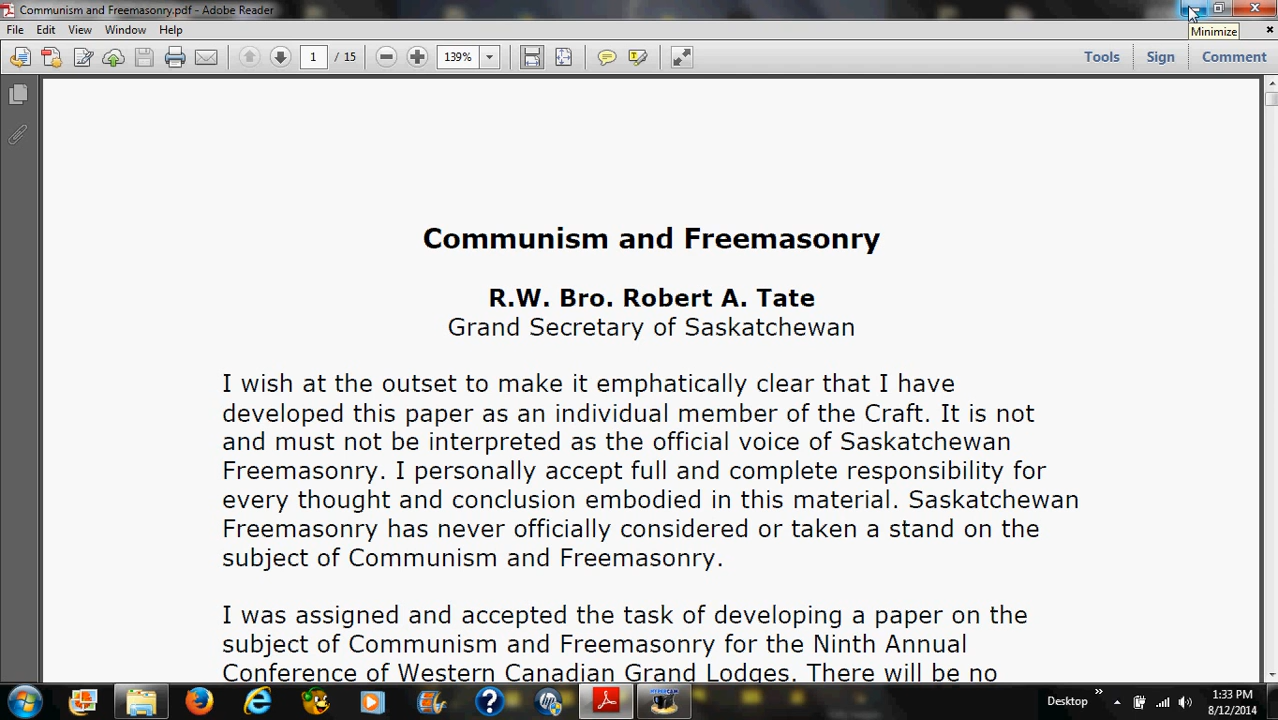 Communism and Freemasonry.pdf - Adobe Reader
File Edit View Window Help
Minimize
1 / 15 139% Tools Sign Comment
Communism and Freemasonry
R.W. Bro. Robert A. Tate
Grand Secretary of Saskatchewan
I wish at the outset to make it emphatically clear that I have
developed this paper as an individual member of the Craft. It is not
and must not be interpreted as the official voice of Saskatchewan
Freemasonry. I personally accept full and complete responsibility for
every thought and conclusion embodied in this material. Saskatchewan
Freemasonry has never officially considered or taken a stand on the
subject of Communism and Freemasonry.
I was assigned and accepted the task of developing a paper on the
subject of Communism and Freemasonry for the Ninth Annual
Conference of Western Canadian Grand Lodges. There will be no
Desktop
1:33 PM
8/12/2014